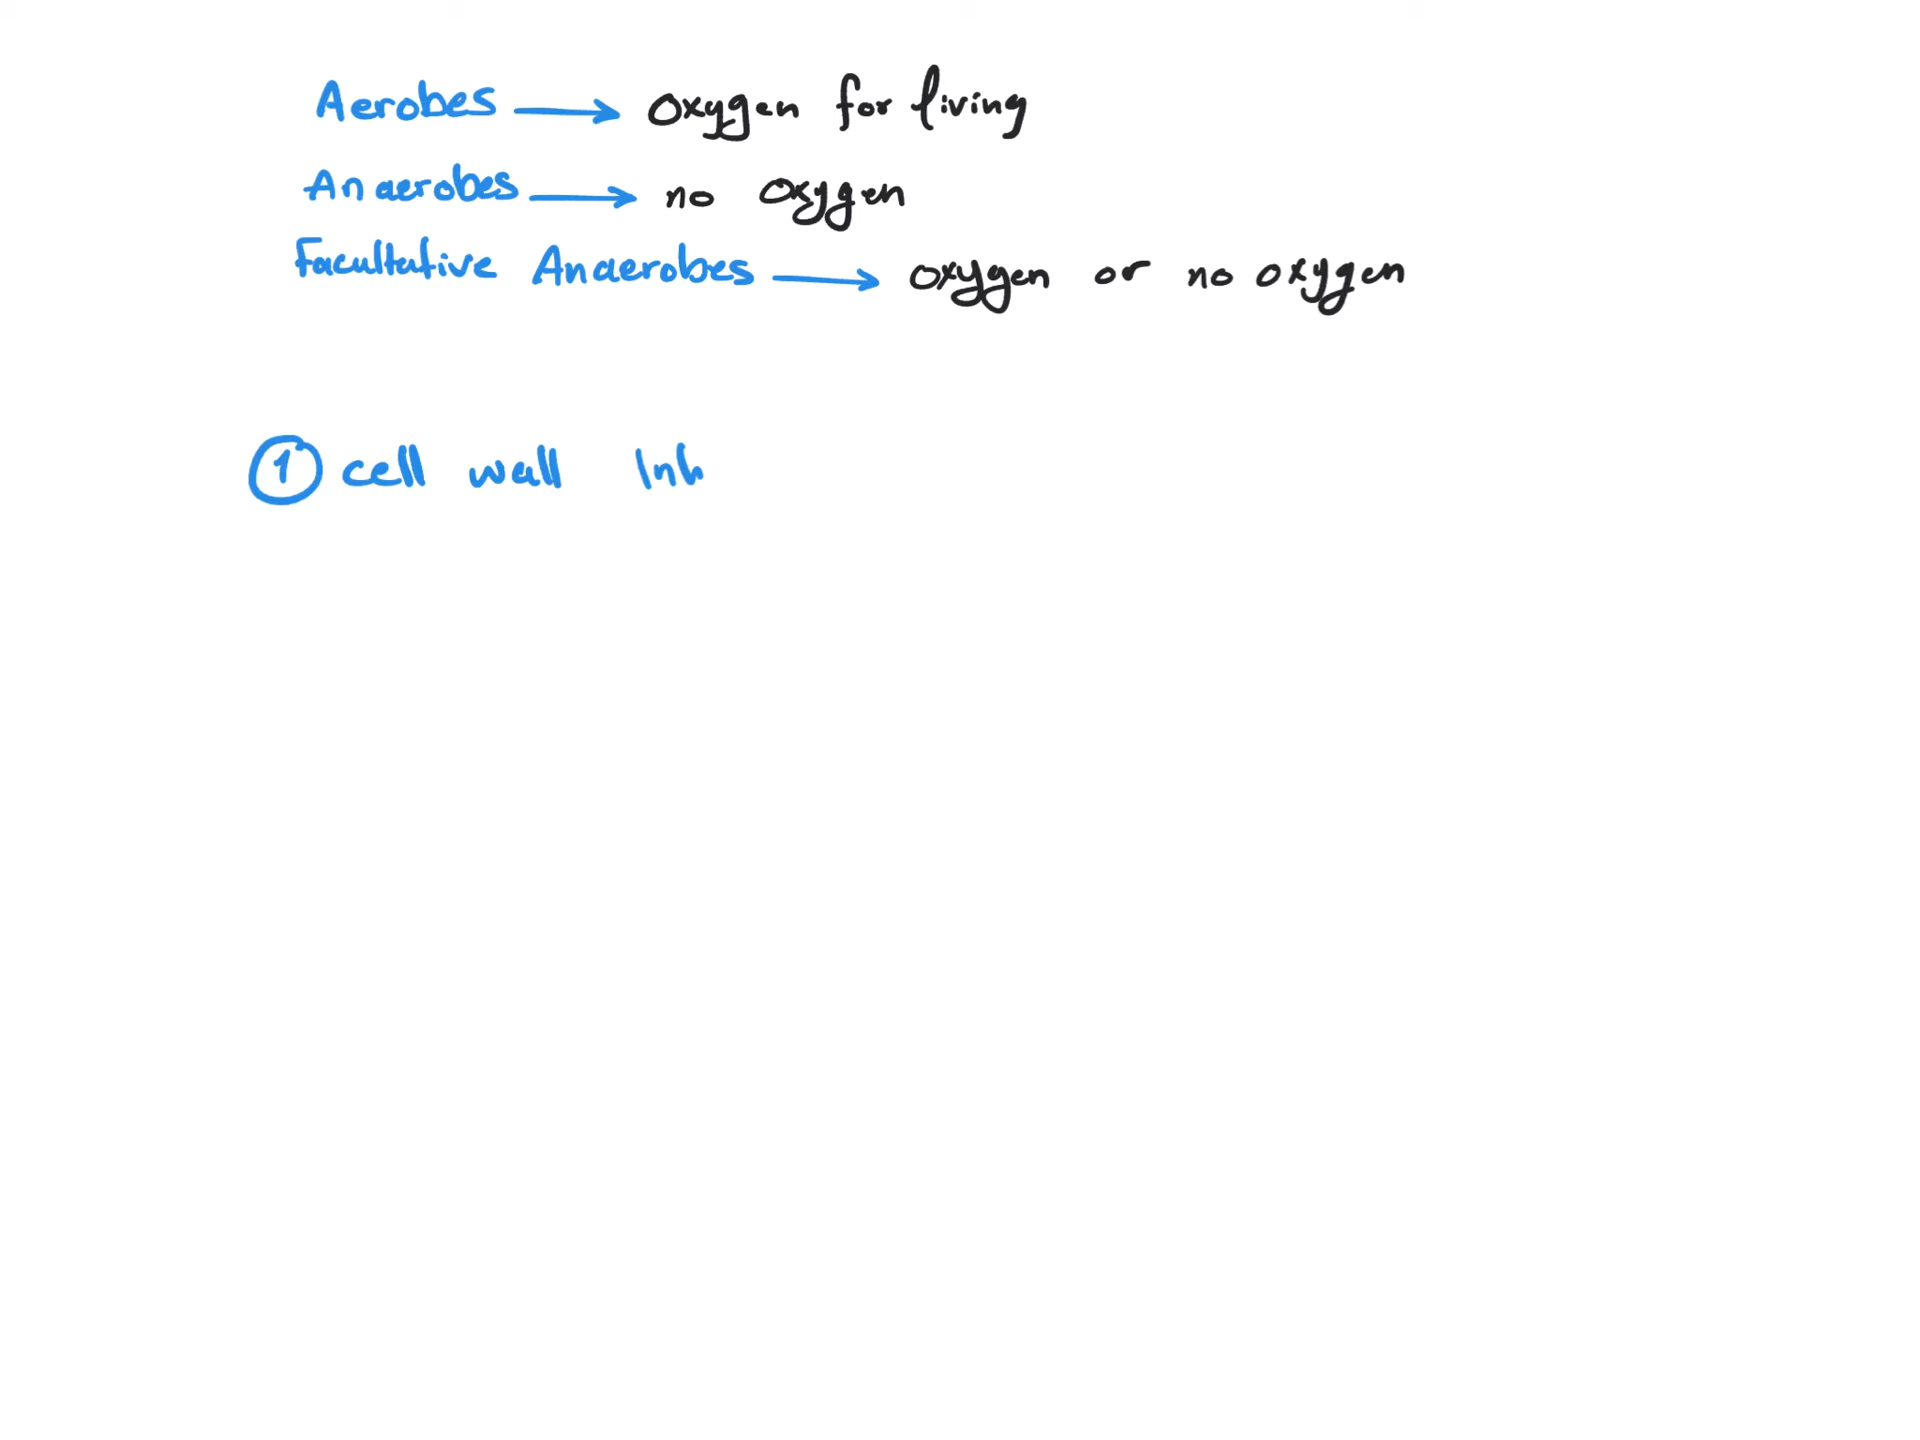 Aerobes → Oxygen for living
Anaerobes → no Oxygen
Facultative Anaerobes → oxygen or no oxygen
① cell wall Inh